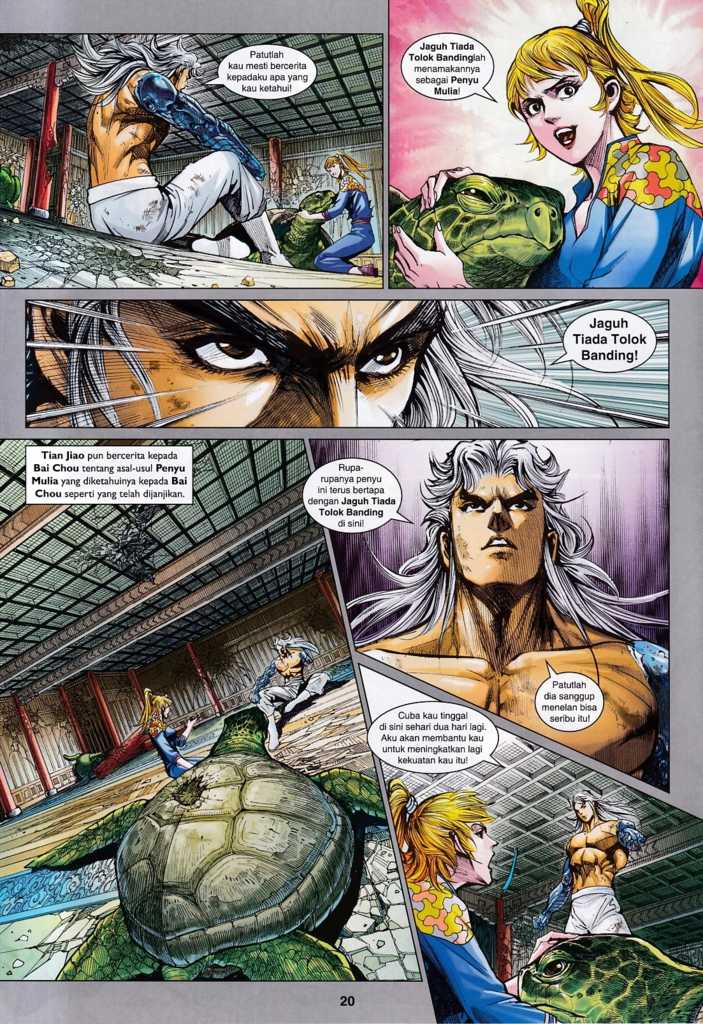 Patutlah
kau mesti bercerita
kepadaku apa yang
kau ketahui!
Jaguh Tiada
Tolok Bandinglah
menamakannya
sebagai Penyu
Mulia!
Jaguh
Tiada Tolok
Banding!
Tian Jiao pun bercerita kepada
Bai Chou tentang asal-usul Penyu
Mulia yang diketahuinya kepada Bai
Chou seperti yang telah dijanjikan.
Rupa-
rupanya penyu
ini terus bertapa
dengan Jaguh Tiada
Tolok Banding
di sini!
Patutlah
dia sanggup
menelan bisa
seribu itu!
Cuba kau tinggal
di sini sehari dua hari lagi.
Aku akan membantu kau
untuk meningkatkan lagi
kekuatan kau itu!
20